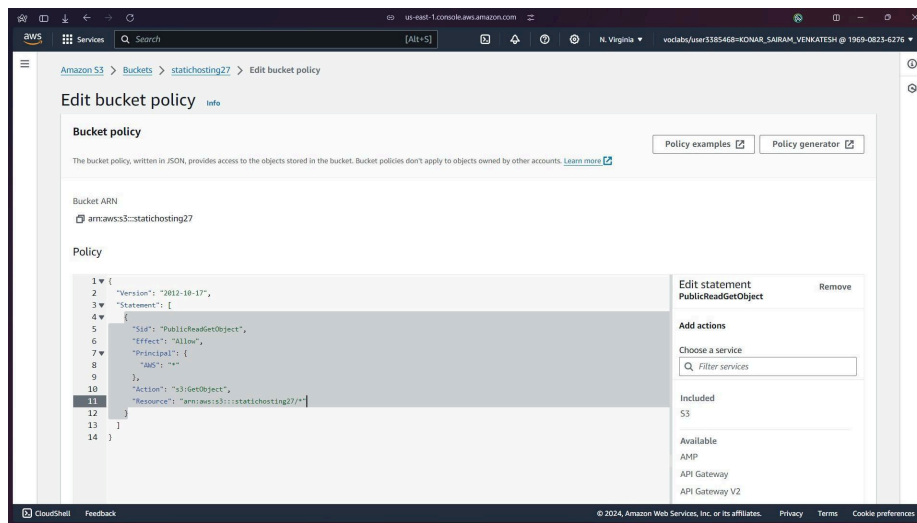 us-east-1.console.aws.amazon.com
aws Services Search [Alt+S] N. Virginia voclabs/user3385468=KONAR_SAIRAM_VENKATESH @ 1969-0823-6276
Amazon S3 > Buckets > statichosting27 > Edit bucket policy
Edit bucket policy Info
Bucket policy
Policy examples Policy generator
The bucket policy, written in JSON, provides access to the objects stored in the bucket. Bucket policies don't apply to objects owned by other accounts. Learn more
Bucket ARN
arn:aws:s3:::statichosting27
Policy
1 {
2 "Version": "2012-10-17",
3 "Statement": [
4 {
5 "Sid": "PublicReadGetObject",
6 "Effect": "Allow",
7 "Principal": {
8 "AWS": "*"
9 },
10 "Action": "s3:GetObject",
11 "Resource": "arn:aws:s3:::statichosting27/*"
12 }
13 ]
14 }
Edit statement Remove
PublicReadGetObject
Add actions
Choose a service
Filter services
Included
S3
Available
AMP
API Gateway
API Gateway V2
CloudShell Feedback © 2024, Amazon Web Services, Inc. or its affiliates. Privacy Terms Cookie preferences